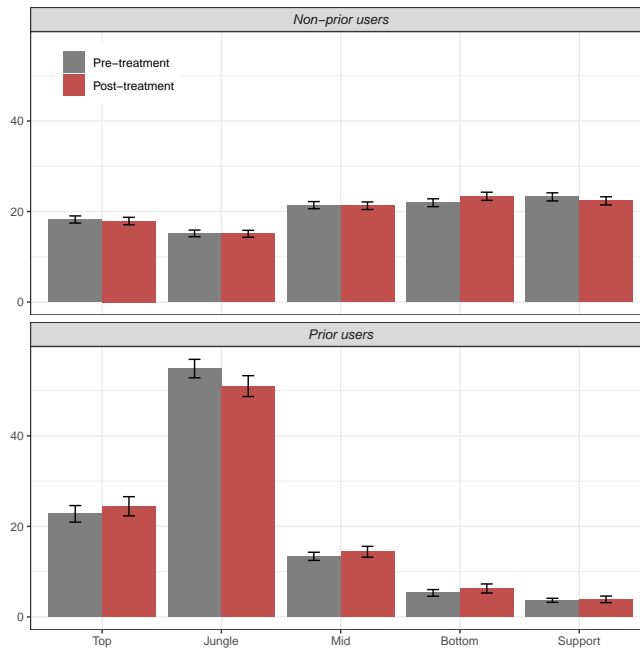 Non−prior users
Pre−treatment
Post−treatment
40
20
0
Prior users
40
20
0
Top Jungle Mid Bottom Support